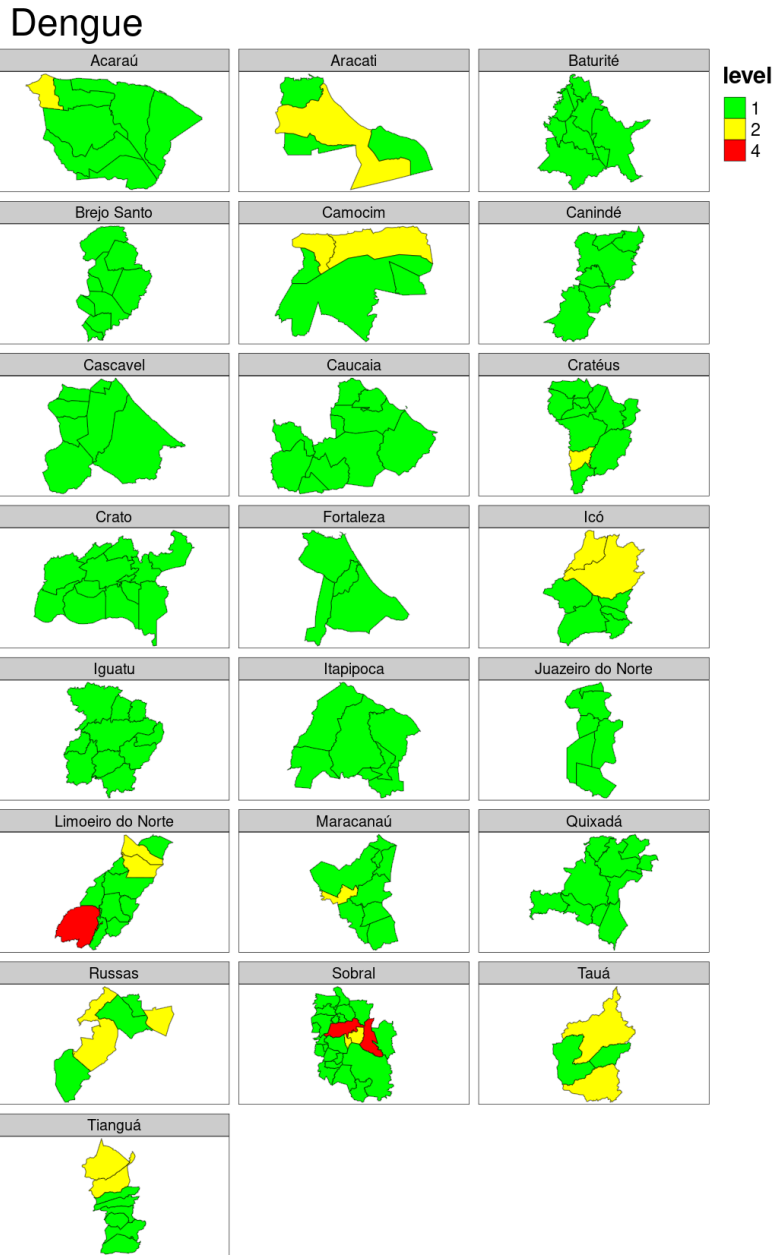 Dengue
Acaraú
Aracati
Baturité
level
1
2
4
Brejo Santo
Camocim
Canindé
Cascavel
Caucaia
Cratéus
Crato
Fortaleza
Icó
Iguatu
Itapipoca
Juazeiro do Norte
Limoeiro do Norte
Maracanaú
Quixadá
Russas
Sobral
Tauá
Tianguá